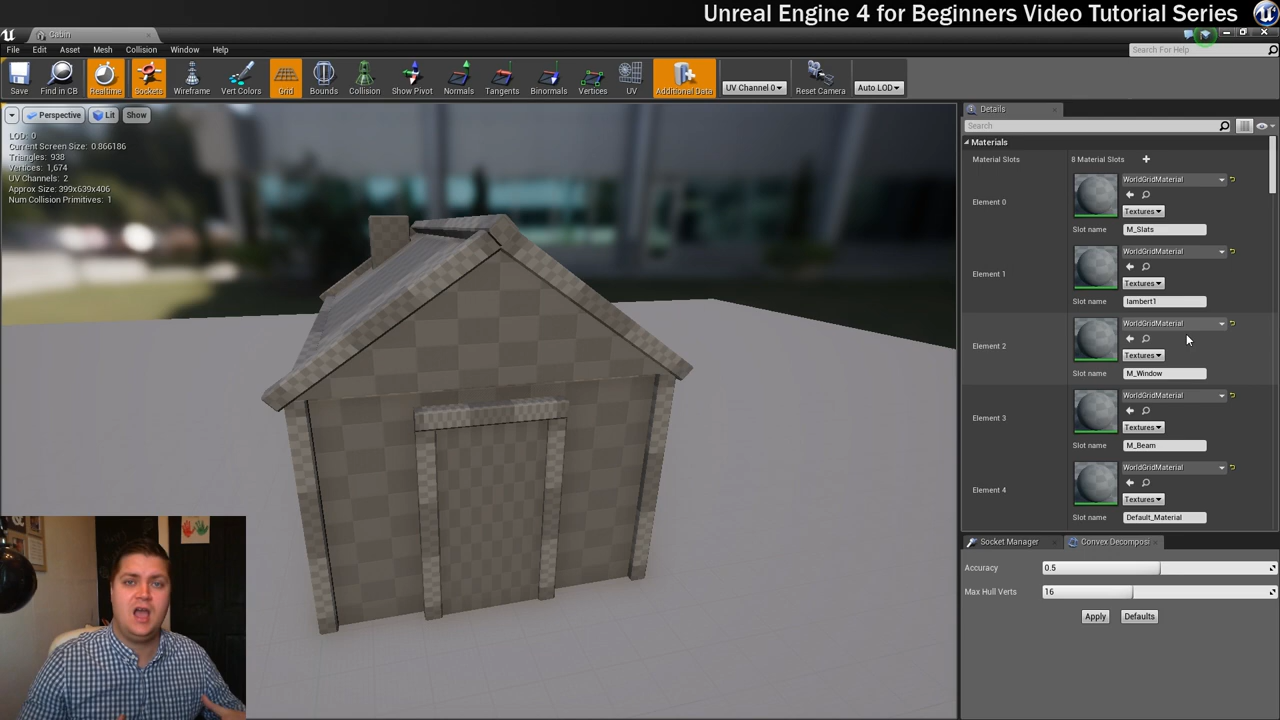 Unreal Engine 4 for Beginners Video Tutorial Series
Cabin
File Edit Asset Mesh Collision Window Help
Search For Help
Save Find in CB Realtime Sockets Wireframe Vert Colors Grid Bounds Collision Show Pivot Normals Tangents Binormals Vertices UV Additional Data UV Channel 0 Reset Camera Auto LOD
Perspective Lit Show
LOD: 0
Current Screen Size: 0.866186
Triangles: 938
Vertices: 1,674
UV Channels: 2
Approx Size: 399x639x406
Num Collision Primitives: 1
Details
Search
Materials
Material Slots 8 Material Slots
WorldGridMaterial
Element 0
Textures
Slot name M_Slats
WorldGridMaterial
Element 1
Textures
Slot name lambert1
WorldGridMaterial
Element 2
Textures
Slot name M_Window
WorldGridMaterial
Element 3
Textures
Slot name M_Beam
WorldGridMaterial
Element 4
Textures
Slot name Default_Material
Socket Manager Convex Decomposi
Accuracy 0.5
Max Hull Verts 16
Apply Defaults